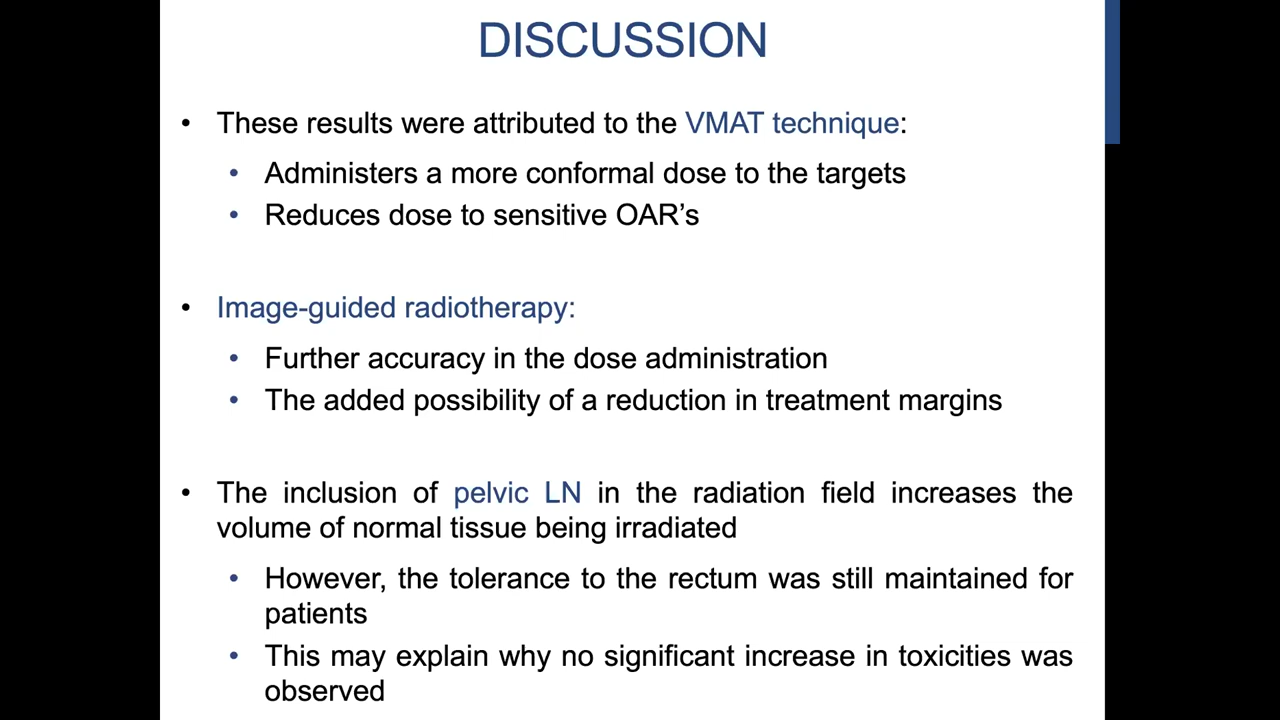 DISCUSSION
• These results were attributed to the VMAT technique:
• Administers a more conformal dose to the targets
• Reduces dose to sensitive OAR’s
• Image-guided radiotherapy:
• Further accuracy in the dose administration
• The added possibility of a reduction in treatment margins
• The inclusion of pelvic LN in the radiation field increases the
volume of normal tissue being irradiated
• However, the tolerance to the rectum was still maintained for
patients
• This may explain why no significant increase in toxicities was
observed